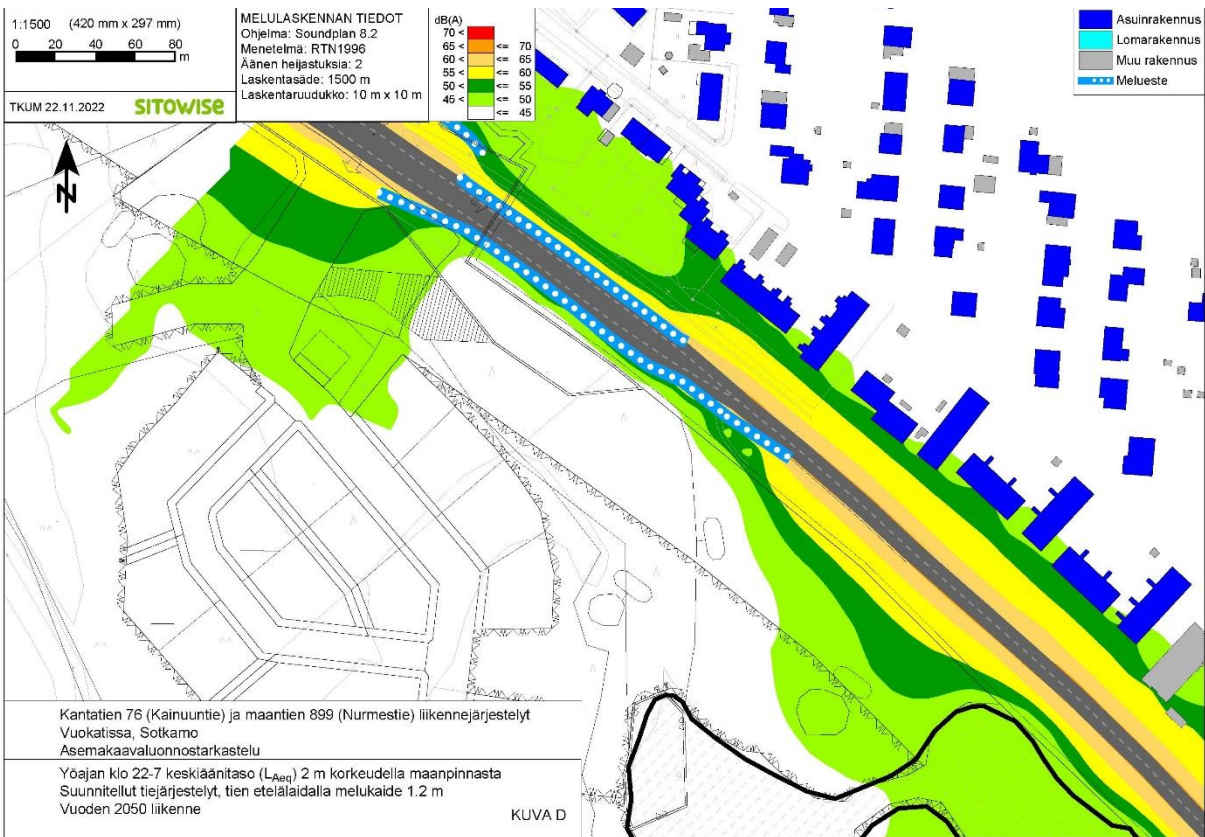 1:1500 (420 mm x 297 mm)
0 20 40 60 80
m
TKUM 22.11.2022 SITOWISE
MELULASKENNAN TIEDOT
Ohjelma: Soundplan 8.2
Menetelmä: RTN1996
Äänen heijastuksia: 2
Laskentasäde: 1500 m
Laskentaruudukko: 10 m x 10 m
dB(A)
70 <
65 < <= 70
60 < <= 65
55 < <= 60
50 < <= 55
45 < <= 50
<= 45
Asuinrakennus
Lomarakennus
Muu rakennus
Melueste
N
Kantatien 76 (Kainuuntie) ja maantien 899 (Nurmestie) liikennejärjestelyt
Vuokatissa, Sotkamo
Asemakaavaluonnostarkastelu
Yöajan klo 22-7 keskiäänitaso (LAeq) 2 m korkeudella maanpinnasta
Suunnitellut tiejärjestelyt, tien etelälaidalla melukaide 1.2 m
Vuoden 2050 liikenne
KUVA D